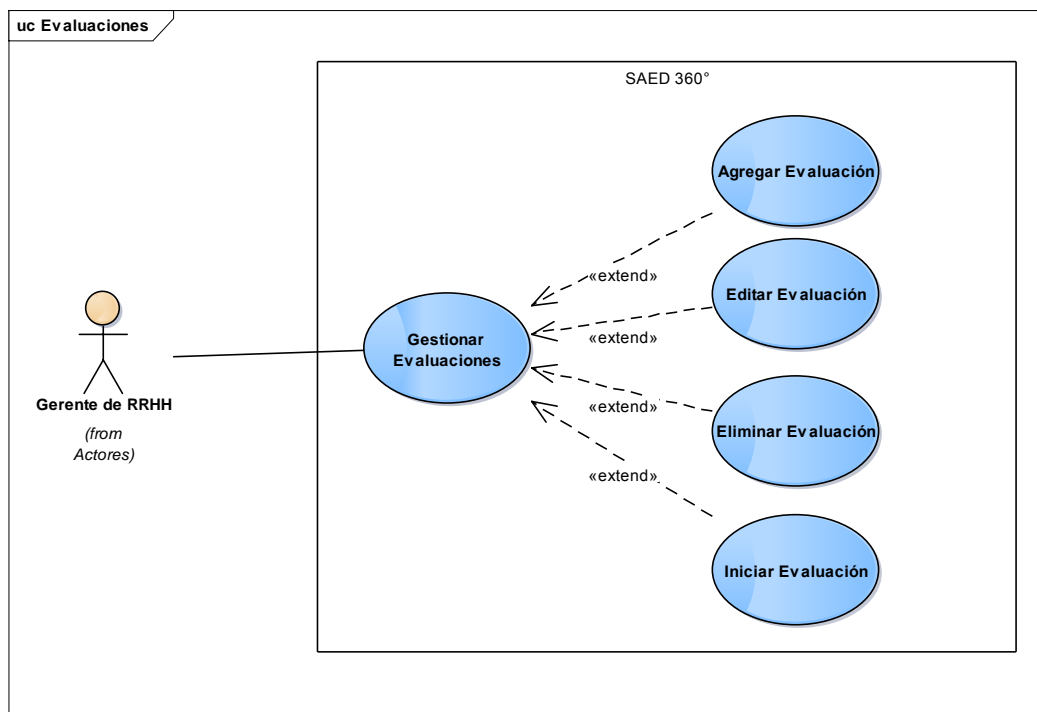 uc Evaluaciones
SAED 360°
Agregar Evaluación
«extend»
Editar Evaluación
«extend»
Gestionar
Evaluaciones
Gerente de RRHH
(from
Actores)
«extend»
Eliminar Evaluación
«extend»
Iniciar Evaluación